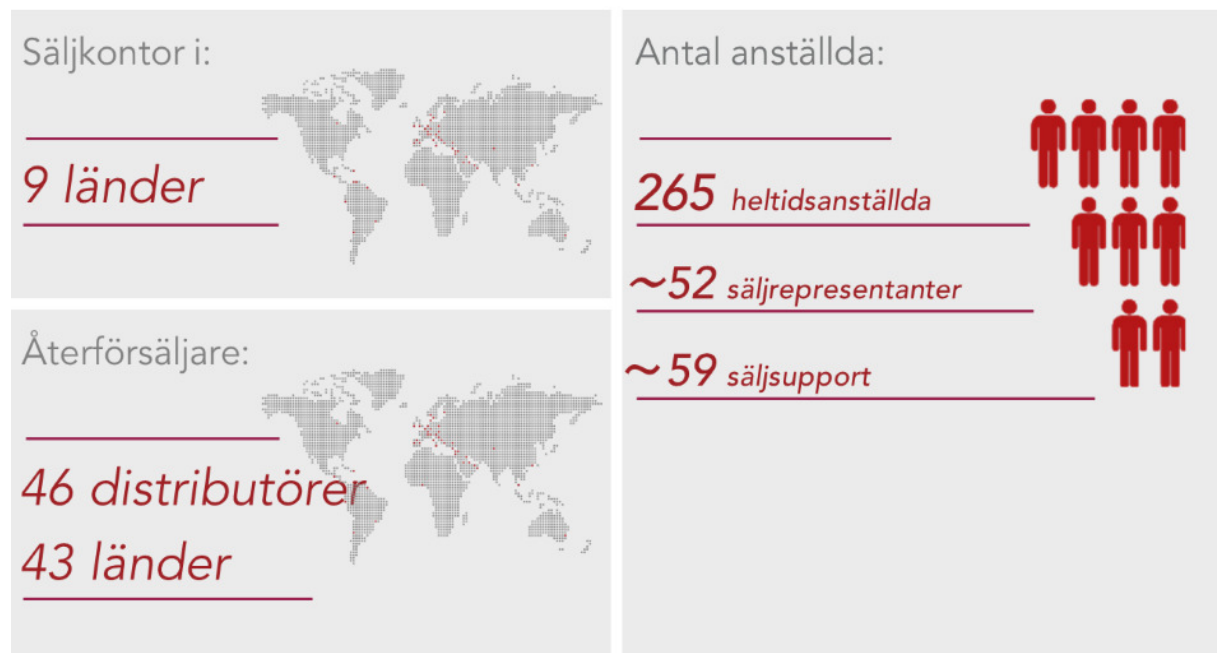 Säljkontor i:
9 länder
Återförsäljare:
46 distributörer
43 länder
Antal anställda:
265 heltidsanställda
~52 säljrepresentanter
~59 säljsupport